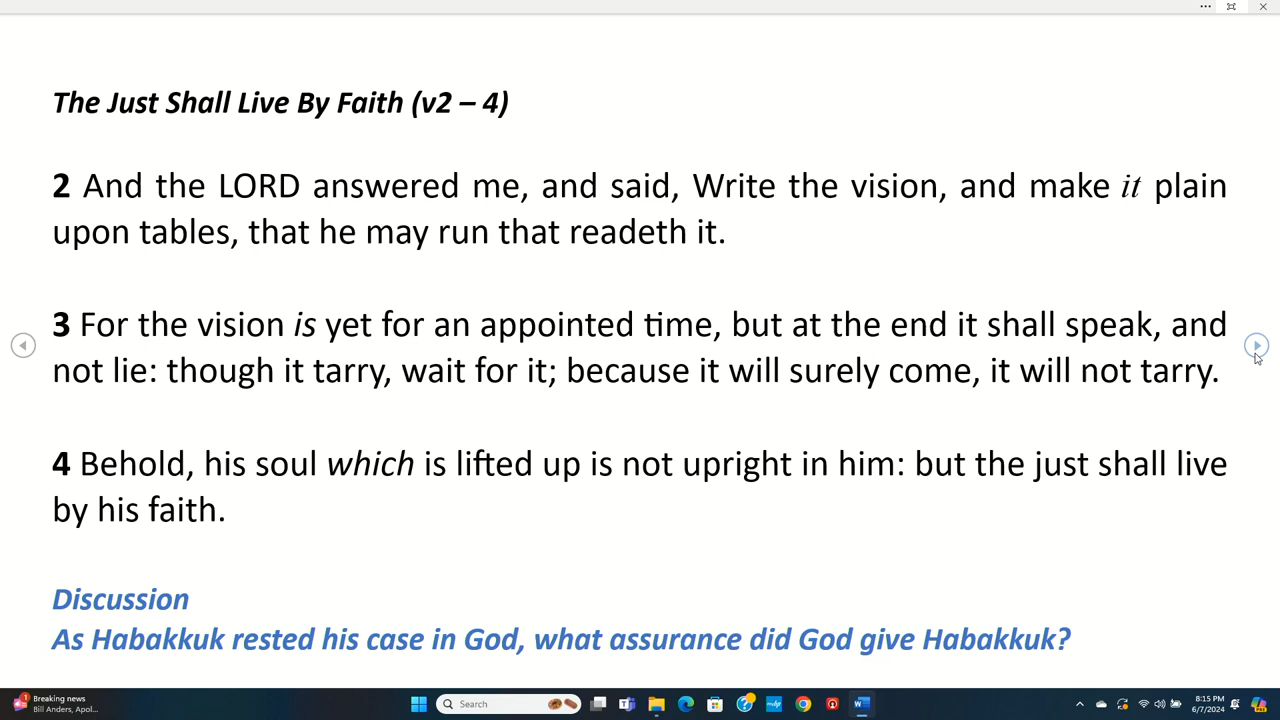 The Just Shall Live By Faith (v2 – 4)
2 And the LORD answered me, and said, Write the vision, and make it plain
upon tables, that he may run that readeth it.
3 For the vision is yet for an appointed time, but at the end it shall speak, and
not lie: though it tarry, wait for it; because it will surely come, it will not tarry.
4 Behold, his soul which is lifted up is not upright in him: but the just shall live
by his faith.
Discussion
As Habakkuk rested his case in God, what assurance did God give Habakkuk?
Breaking news
Bill Anders, Apol...
Search
8:15 PM
6/7/2024